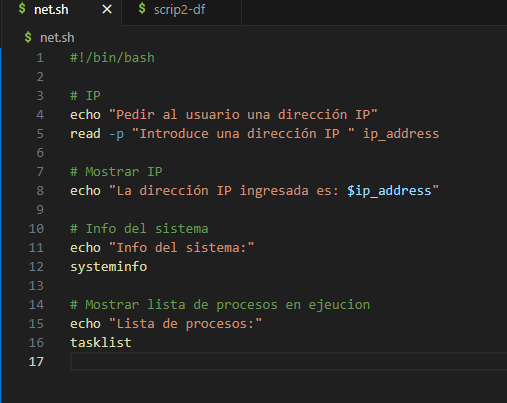 $ net.sh × $ scrip2-df
$ net.sh
1 #!/bin/bash
2
3 # IP
4 echo "Pedir al usuario una dirección IP"
5 read -p "Introduce una dirección IP " ip_address
6
7 # Mostrar IP
8 echo "La dirección IP ingresada es: $ip_address"
9
10 # Info del sistema
11 echo "Info del sistema:"
12 systeminfo
13
14 # Mostrar lista de procesos en ejeucion
15 echo "Lista de procesos:"
16 tasklist
17